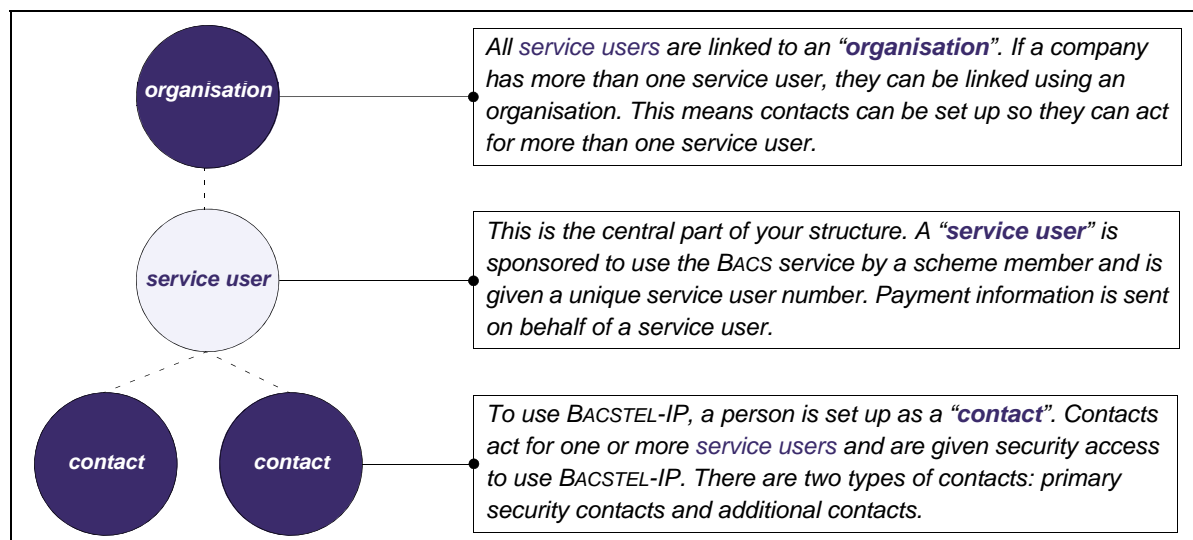 organisation
All service users are linked to an “organisation”. If a company
has more than one service user, they can be linked using an
organisation. This means contacts can be set up so they can act
for more than one service user.
service user
This is the central part of your structure. A “service user” is
sponsored to use the BACS service by a scheme member and is
given a unique service user number. Payment information is sent
on behalf of a service user.
contact
contact
To use BACSTEL-IP, a person is set up as a “contact”. Contacts
act for one or more service users and are given security access
to use BACSTEL-IP. There are two types of contacts: primary
security contacts and additional contacts.